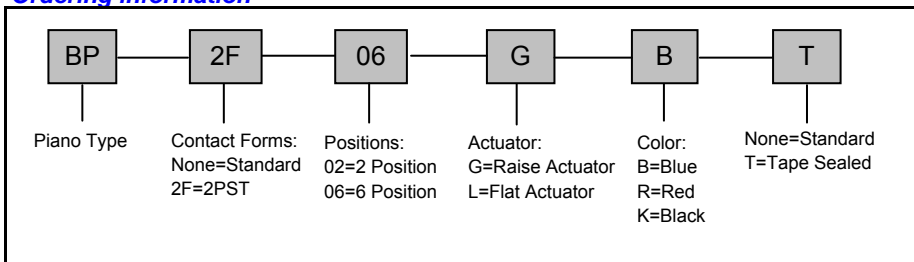 Ordering Information
BP 2F 06 G B T
Piano Type
Contact Forms:
None=Standard
2F=2PST
Positions:
02=2 Position
06=6 Position
Actuator:
G=Raise Actuator
L=Flat Actuator
Color:
B=Blue
R=Red
K=Black
None=Standard
T=Tape Sealed